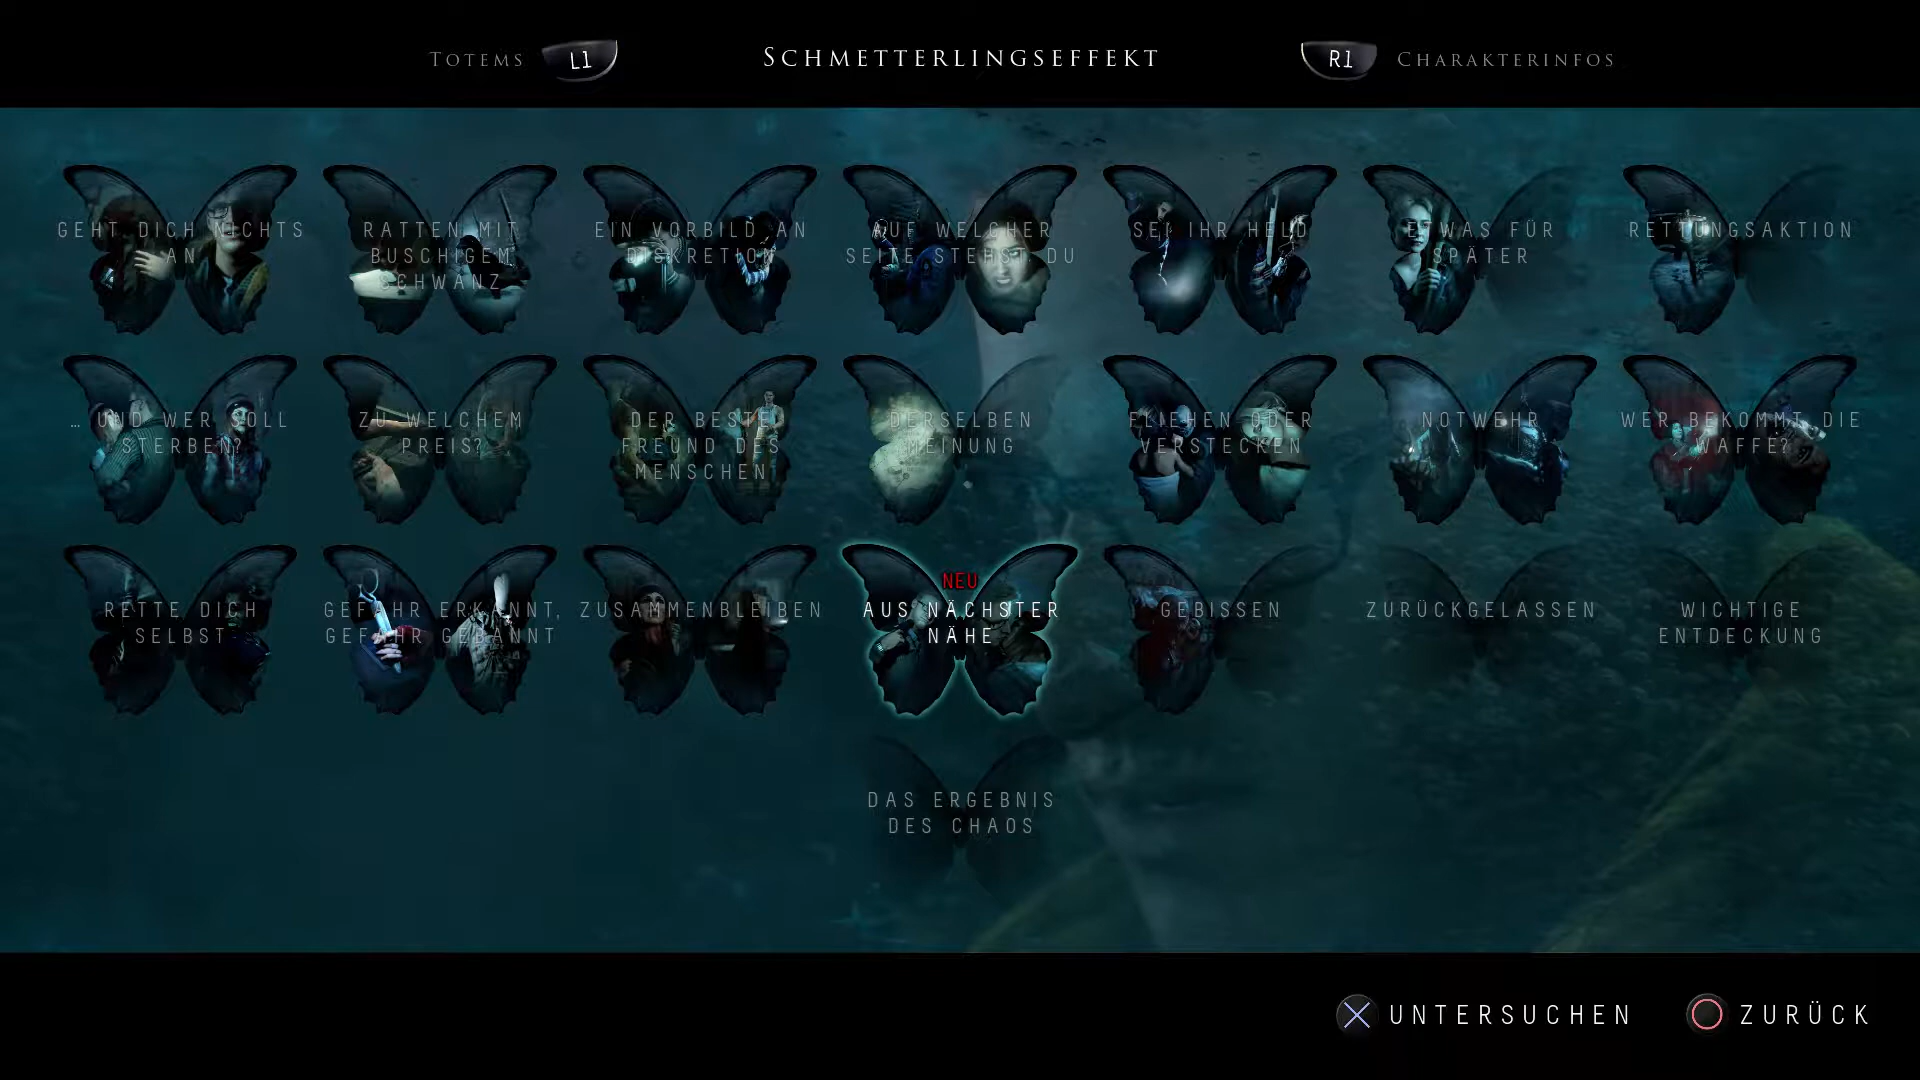 TOTEMS L1 SCHMETTERLINGSEFFEKT R1 CHARAKTERINFOS
GEHT DICH NICHTS
AN
RATTEN MIT
BUSCHIGEM
SCHWANZ
EIN VORBILD AN
DISKRETION
AUF WELCHER
SEITE STEHST DU
SEI IHR HELD
ETWAS FÜR
SPÄTER
RETTUNGSAKTION
… UND WER SOLL
STERBEN?
ZU WELCHEM
PREIS?
DER BESTE
FREUND DES
MENSCHEN
DERSELBEN
MEINUNG
FLIEHEN ODER
VERSTECKEN
NOTWEHR
WER BEKOMMT DIE
WAFFE?
RETTE DICH
SELBST
GEFAHR ERKANNT,
GEFAHR GEBANNT
ZUSAMMENBLEIBEN
NEU
AUS NÄCHSTER
NÄHE
GEBISSEN
ZURÜCKGELASSEN
WICHTIGE
ENTDECKUNG
DAS ERGEBNIS
DES CHAOS
UNTERSUCHEN ZURÜCK